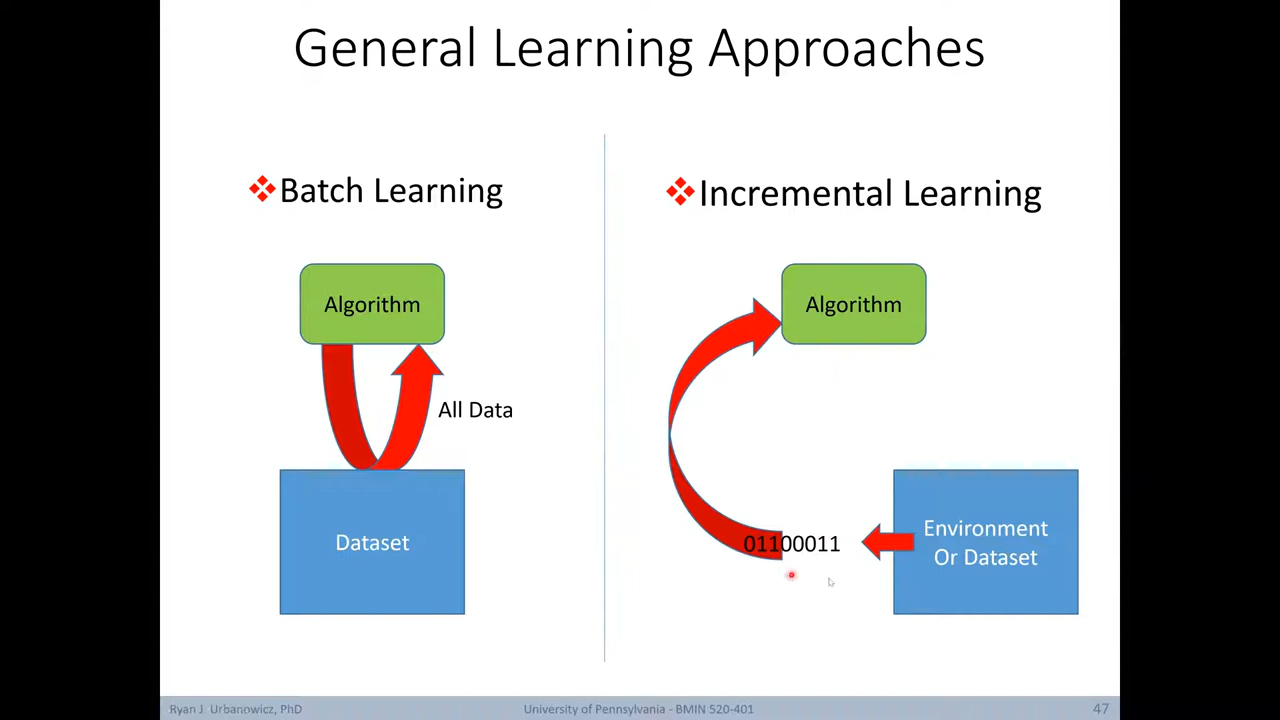 General Learning Approaches
Batch Learning
Algorithm
All Data
Dataset
Incremental Learning
Algorithm
01100011
Environment
Or Dataset
Ryan J. Urbanowicz, PhD
University of Pennsylvania - BMIN 520-401
47